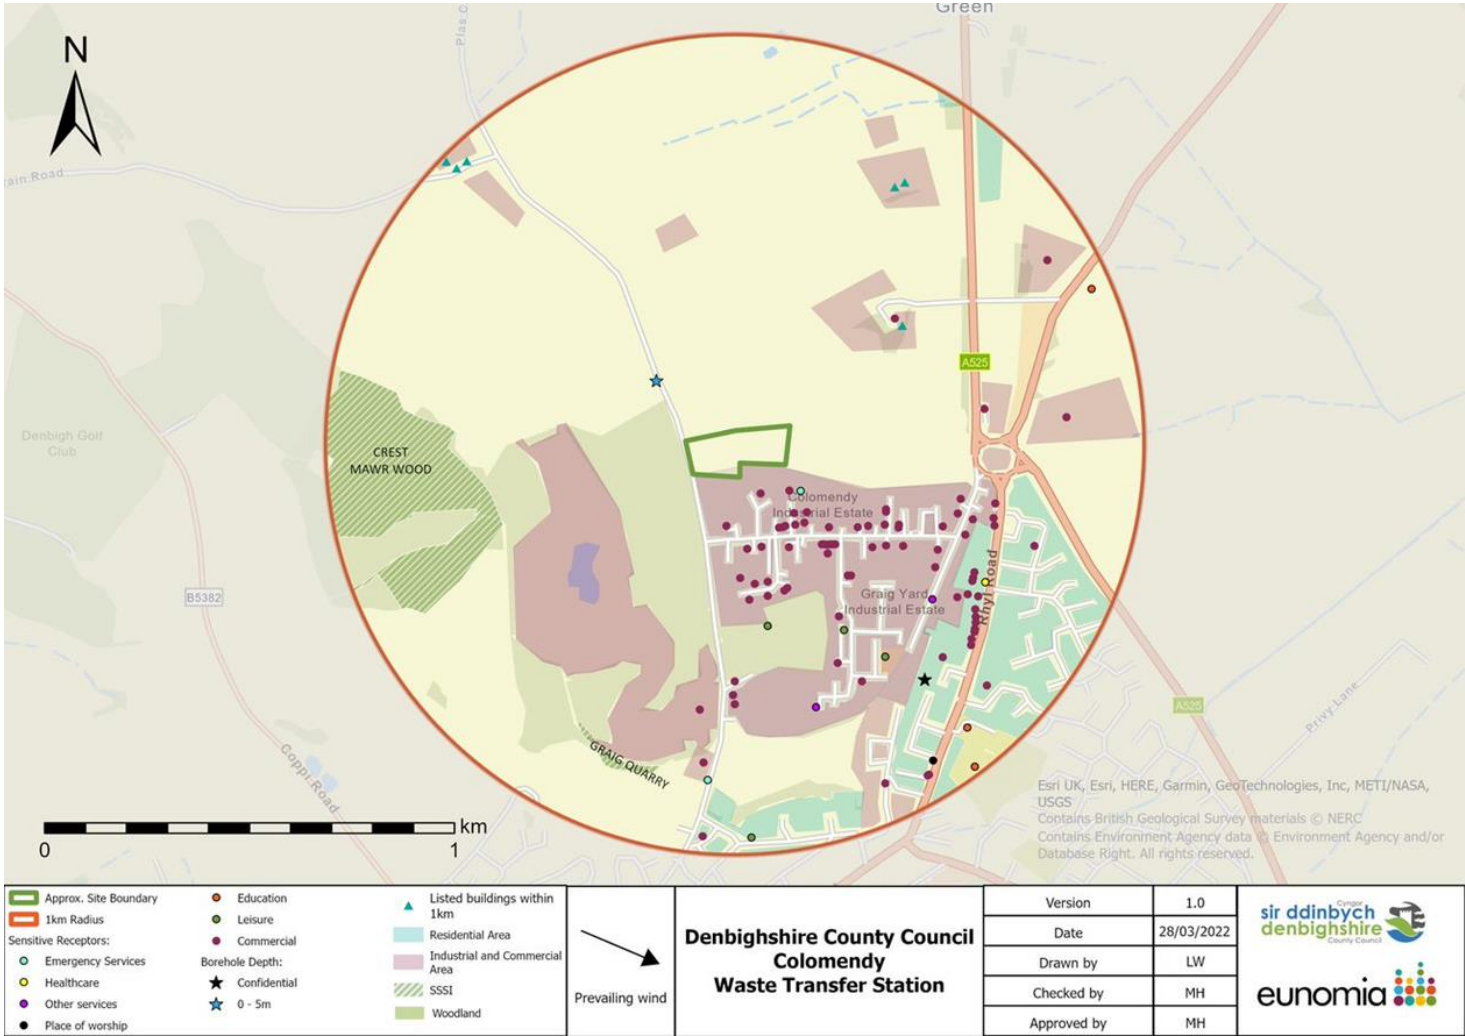 Green
Plas C
N
tain Road
A525
Denbigh Golf
Club
CREST
MAWR WOOD
Colomendy
Industrial Estate
B5382
Graig Yard
Industrial Estate
Rhyl Road
A525
Privy Lane
Coppi Road
GRAIG QUARRY
km
0
1
Esri UK, Esri, HERE, Garmin, GeoTechnologies, Inc, METI/NASA,
USGS
Contains British Geological Survey materials © NERC
Contains Environment Agency data © Environment Agency and/or
Database Right. All rights reserved.
Approx. Site Boundary
1km Radius
Sensitive Receptors:
Emergency Services
Healthcare
Other services
Place of worship
Education
Leisure
Commercial
Borehole Depth:
Confidential
0 - 5m
Listed buildings within
1km
Residential Area
Industrial and Commercial
Area
SSSI
Woodland
Prevailing wind
Denbighshire County Council
Colomendy
Waste Transfer Station
Version 1.0
Date 28/03/2022
Drawn by LW
Checked by MH
Approved by MH
Cyngor
sir ddinbych
denbighshire
County Council
eunomia